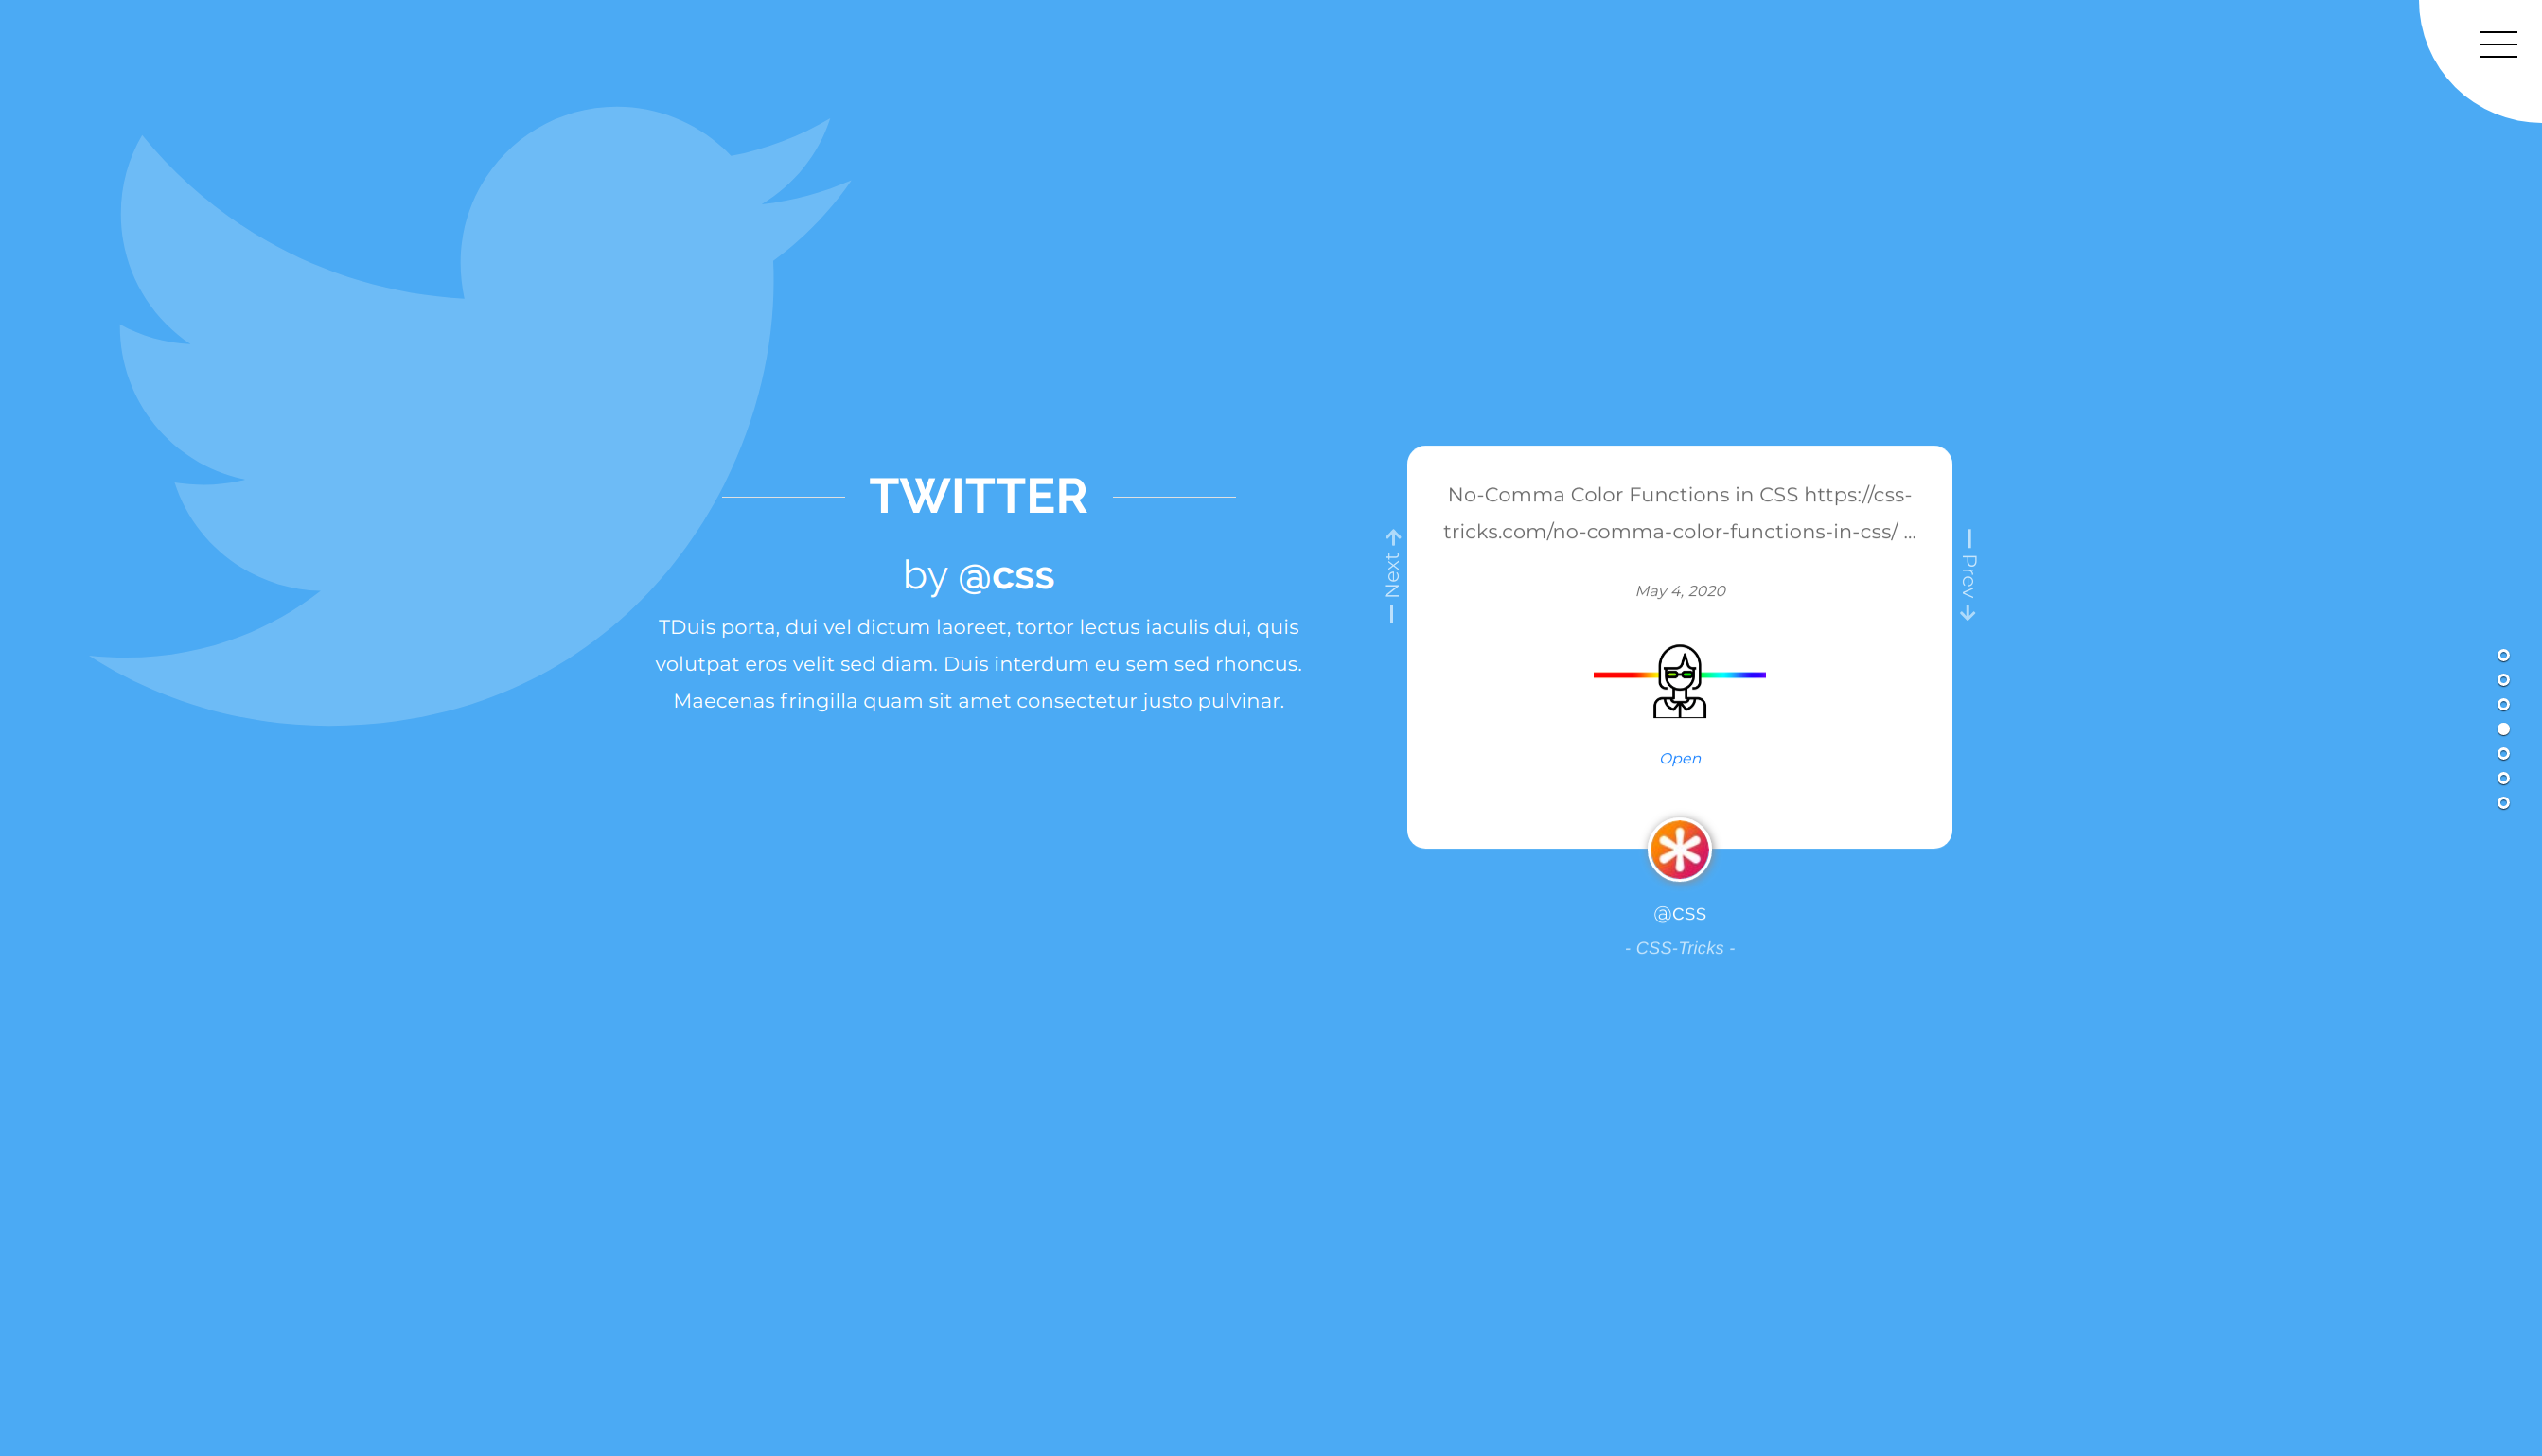 TWITTER
by @css
TDuis porta, dui vel dictum laoreet, tortor lectus iaculis dui, quis
volutpat eros velit sed diam. Duis interdum eu sem sed rhoncus.
Maecenas fringilla quam sit amet consectetur justo pulvinar.
Next
No-Comma Color Functions in CSS https://css-
tricks.com/no-comma-color-functions-in-css/ ...
May 4, 2020
Open
Prev
@css
- CSS-Tricks -